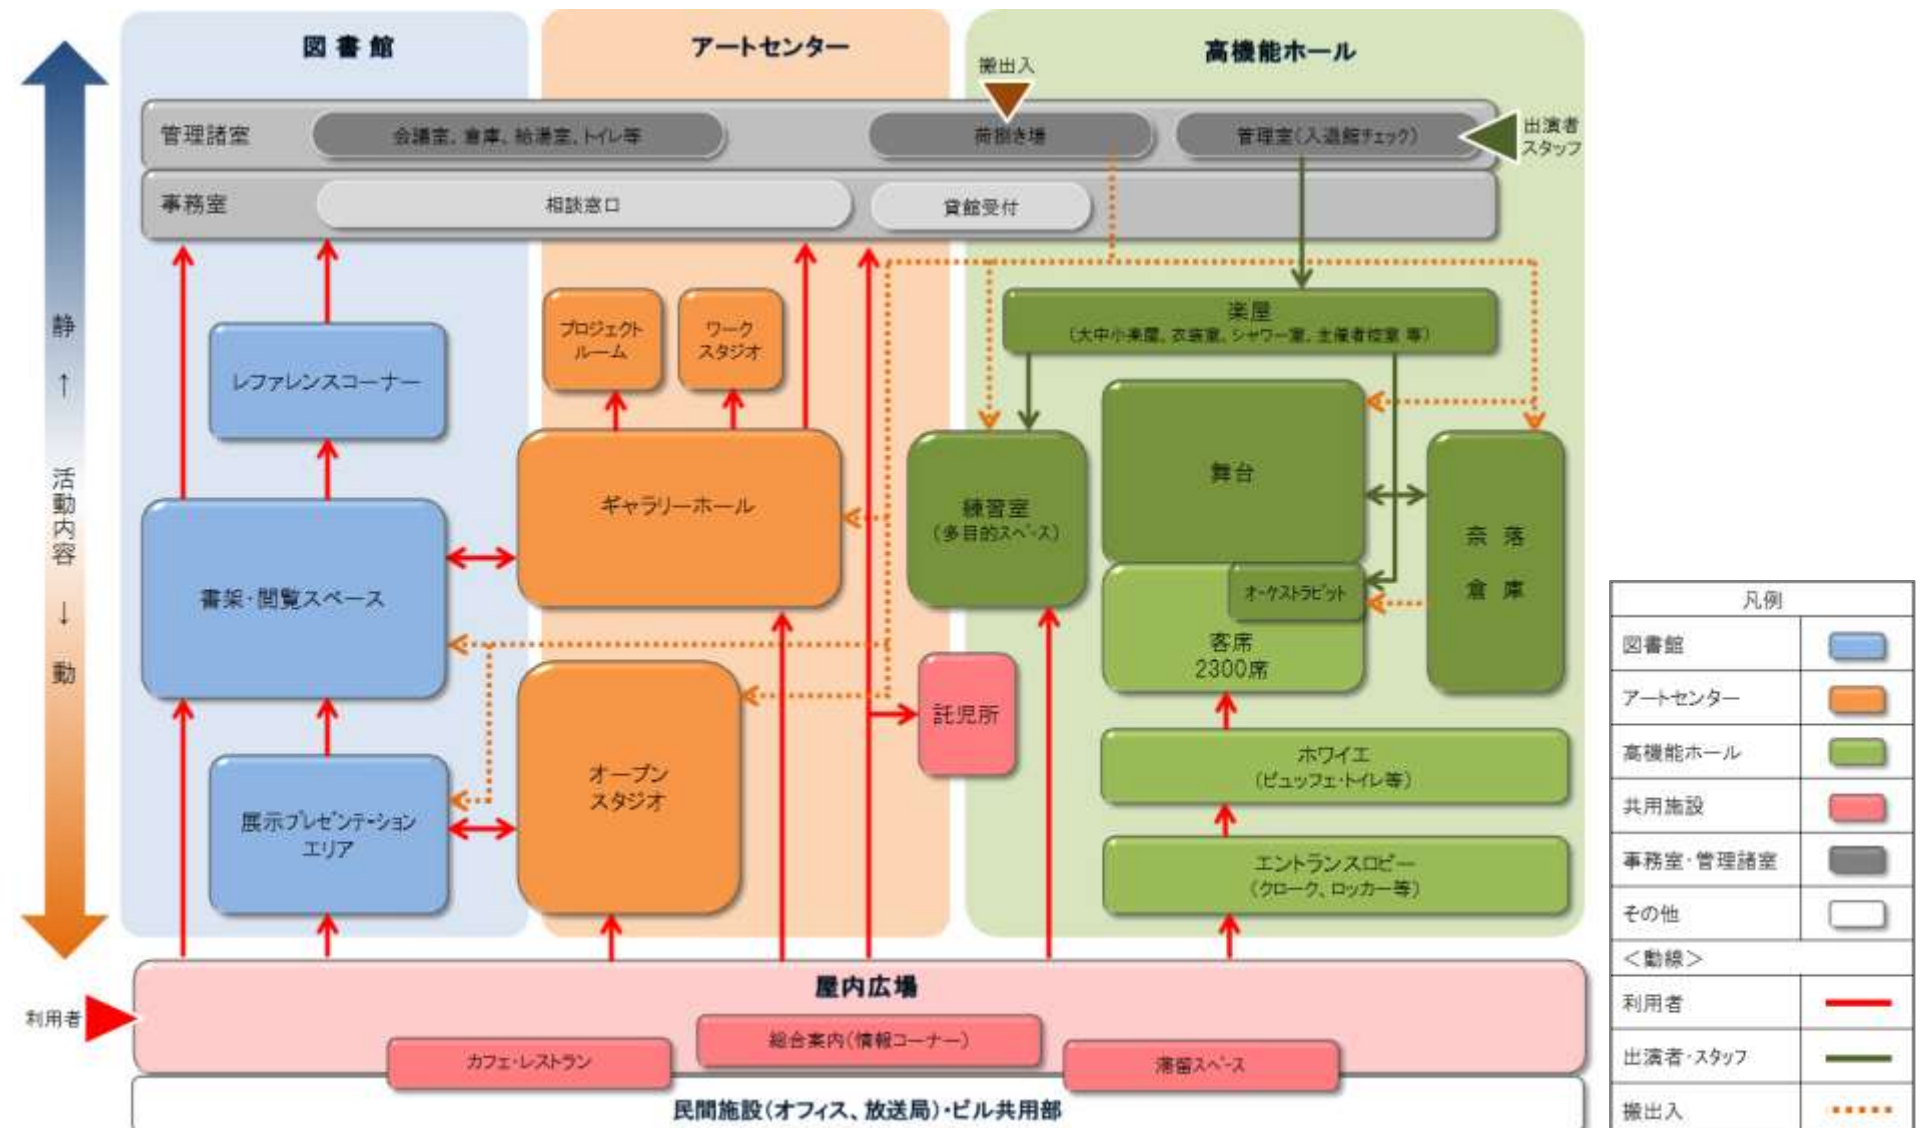 図書館
アートセンター
高機能ホール
搬出入
管理諸室
会議室、倉庫、給湯室、トイレ等
荷捌き場
管理室(入退館チェック)
出演者
スタッフ
事務室
相談窓口
貸館受付
静
↑
活動内容
↓
動
レファレンスコーナー
書架・閲覧スペース
展示プレゼンテーション
エリア
プロジェクト
ルーム
ワーク
スタジオ
ギャラリーホール
オープン
スタジオ
託児所
楽屋
(大中小楽屋、衣装室、シャワー室、主催者控室 等)
練習室
(多目的スペース)
舞台
オーケストラピット
客席
2300席
奈 落
倉 庫
ホワイエ
(ビュッフェ・トイレ等)
エントランスロビー
(クローク、ロッカー等)
利用者
屋内広場
カフェ・レストラン
総合案内(情報コーナー)
滞留スペース
民間施設(オフィス、放送局)・ビル共用部
凡例
図書館
アートセンター
高機能ホール
共用施設
事務室・管理諸室
その他
<動線>
利用者
出演者・スタッフ
搬出入